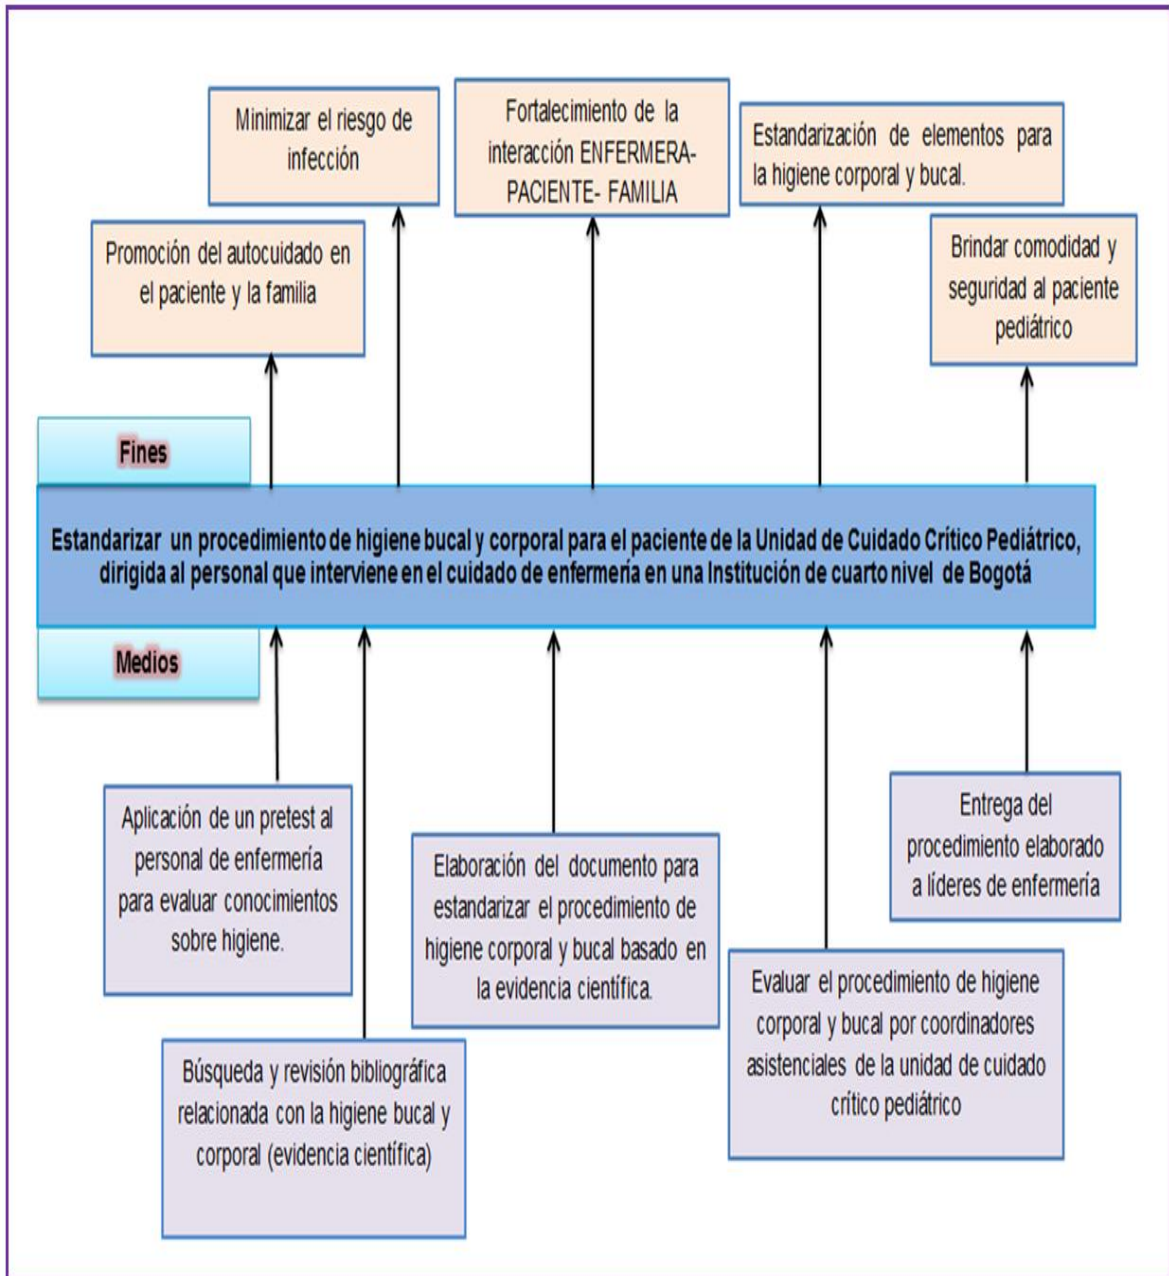 Minimizar el riesgo de
infección
Fortalecimiento de la
interacción ENFERMERA-
PACIENTE- FAMILIA
Estandarización de elementos para
la higiene corporal y bucal.
Promoción del autocuidado en
el paciente y la familia
Brindar comodidad y
seguridad al paciente
pediátrico
Fines
Estandarizar un procedimiento de higiene bucal y corporal para el paciente de la Unidad de Cuidado Crítico Pediátrico,
dirigida al personal que interviene en el cuidado de enfermería en una Institución de cuarto nivel de Bogotá
Medios
Aplicación de un pretest al
personal de enfermería
para evaluar conocimientos
sobre higiene.
Búsqueda y revisión bibliográfica
relacionada con la higiene bucal y
corporal (evidencia científica)
Elaboración del documento para
estandarizar el procedimiento de
higiene corporal y bucal basado en
la evidencia científica.
Evaluar el procedimiento de higiene
corporal y bucal por coordinadores
asistenciales de la unidad de cuidado
crítico pediátrico
Entrega del
procedimiento elaborado
a líderes de enfermería